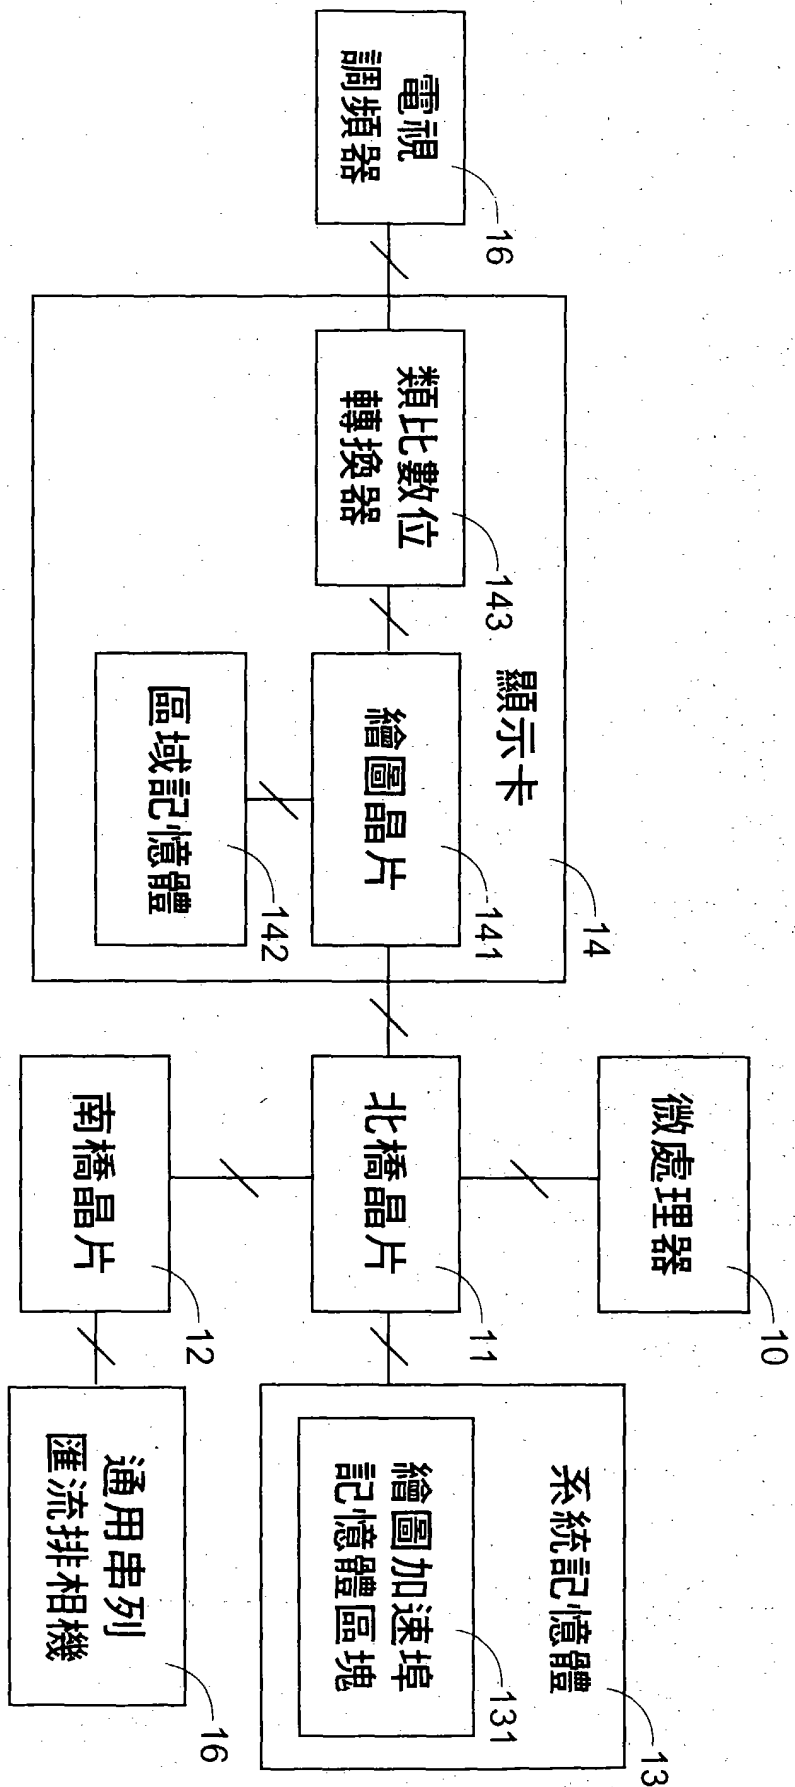 微處理器
10
系統記憶體
13
顯示卡
14
電視
調頻器
16
類比數位
轉換器
143
繪圖晶片
141
北橋晶片
11
繪圖加速埠
記憶體區塊
131
區域記憶體
142
南橋晶片
12
通用串列
匯流排相機
16